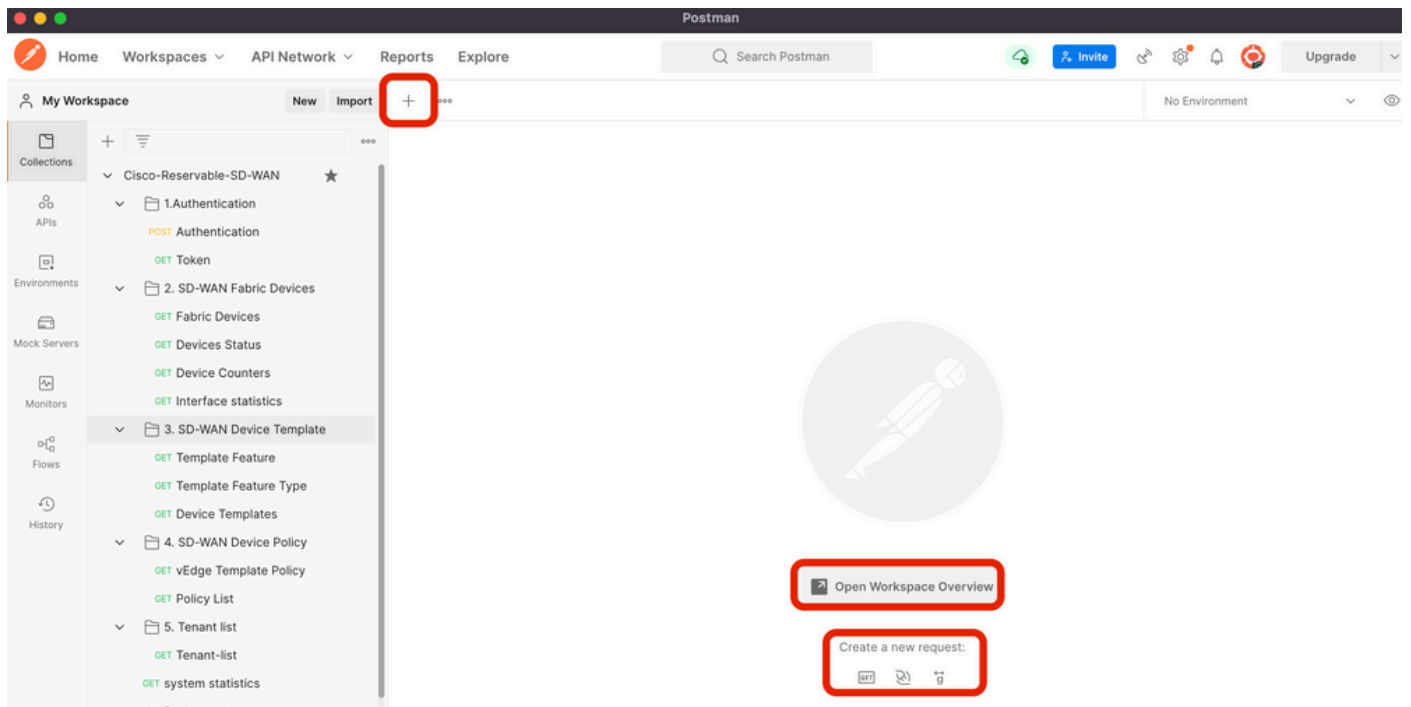 Postman
Home Workspaces API Network Reports Explore Search Postman Invite Upgrade
My Workspace New Import No Environment
Collections
APIs
Environments
Mock Servers
Monitors
Flows
History
Cisco-Reservable-SD-WAN
1.Authentication
POST Authentication
GET Token
2. SD-WAN Fabric Devices
GET Fabric Devices
GET Devices Status
GET Device Counters
GET Interface statistics
3. SD-WAN Device Template
GET Template Feature
GET Template Feature Type
GET Device Templates
4. SD-WAN Device Policy
GET vEdge Template Policy
GET Policy List
5. Tenant list
GET Tenant-list
GET system statistics
Open Workspace Overview
Create a new request:
GET g